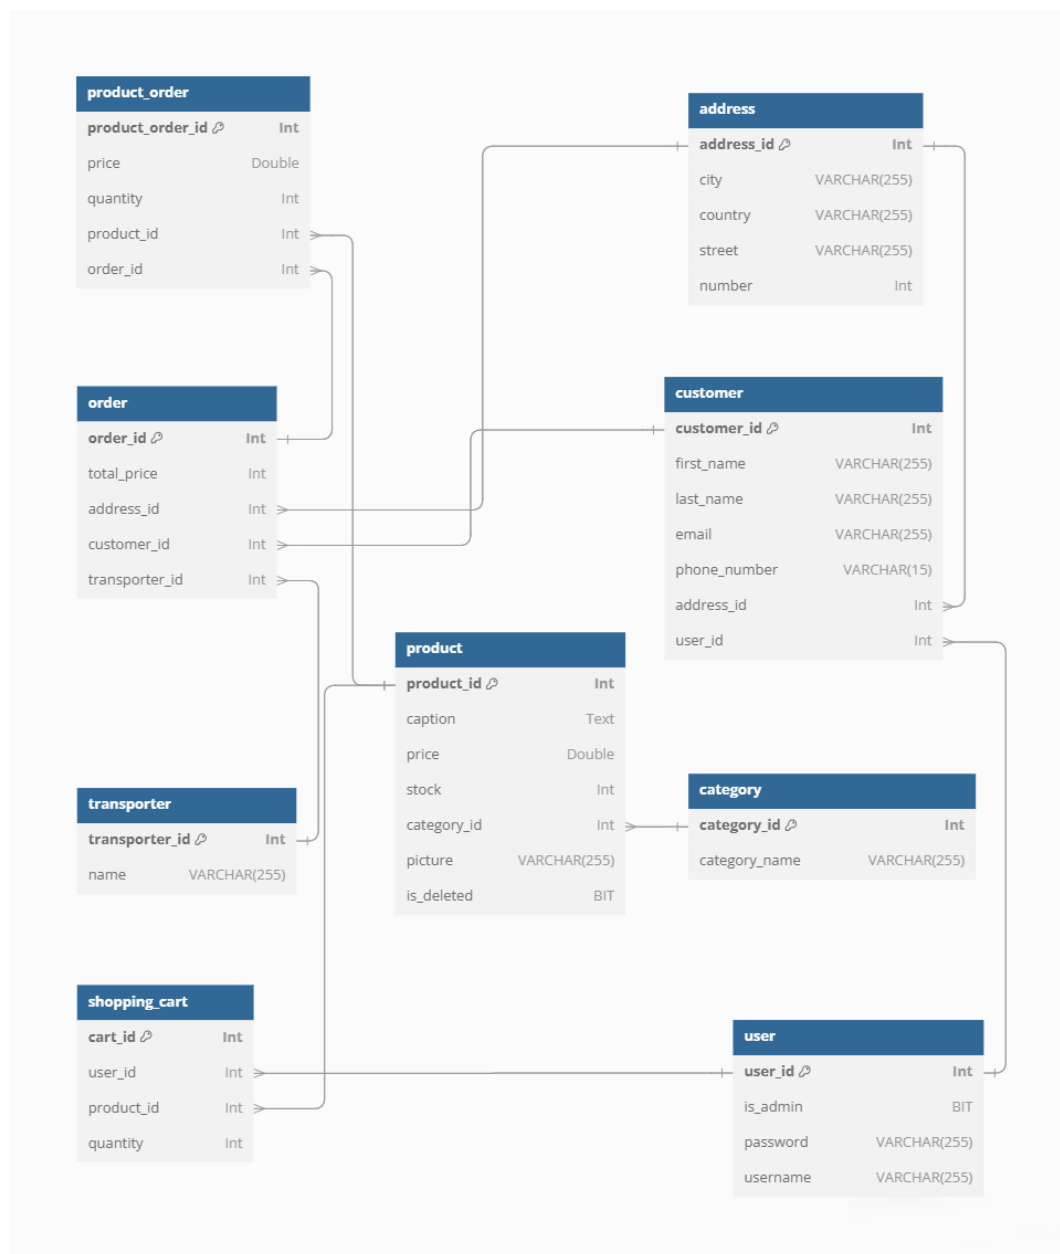 product_order
product_order_id Int
price Double
quantity Int
product_id Int
order_id Int
address
address_id Int
city VARCHAR(255)
country VARCHAR(255)
street VARCHAR(255)
number Int
order
order_id Int
total_price Int
address_id Int
customer_id Int
transporter_id Int
customer
customer_id Int
first_name VARCHAR(255)
last_name VARCHAR(255)
email VARCHAR(255)
phone_number VARCHAR(15)
address_id Int
user_id Int
product
product_id Int
caption Text
price Double
stock Int
category_id Int
picture VARCHAR(255)
is_deleted BIT
transporter
transporter_id Int
name VARCHAR(255)
category
category_id Int
category_name VARCHAR(255)
shopping_cart
cart_id Int
user_id Int
product_id Int
quantity Int
user
user_id Int
is_admin BIT
password VARCHAR(255)
username VARCHAR(255)